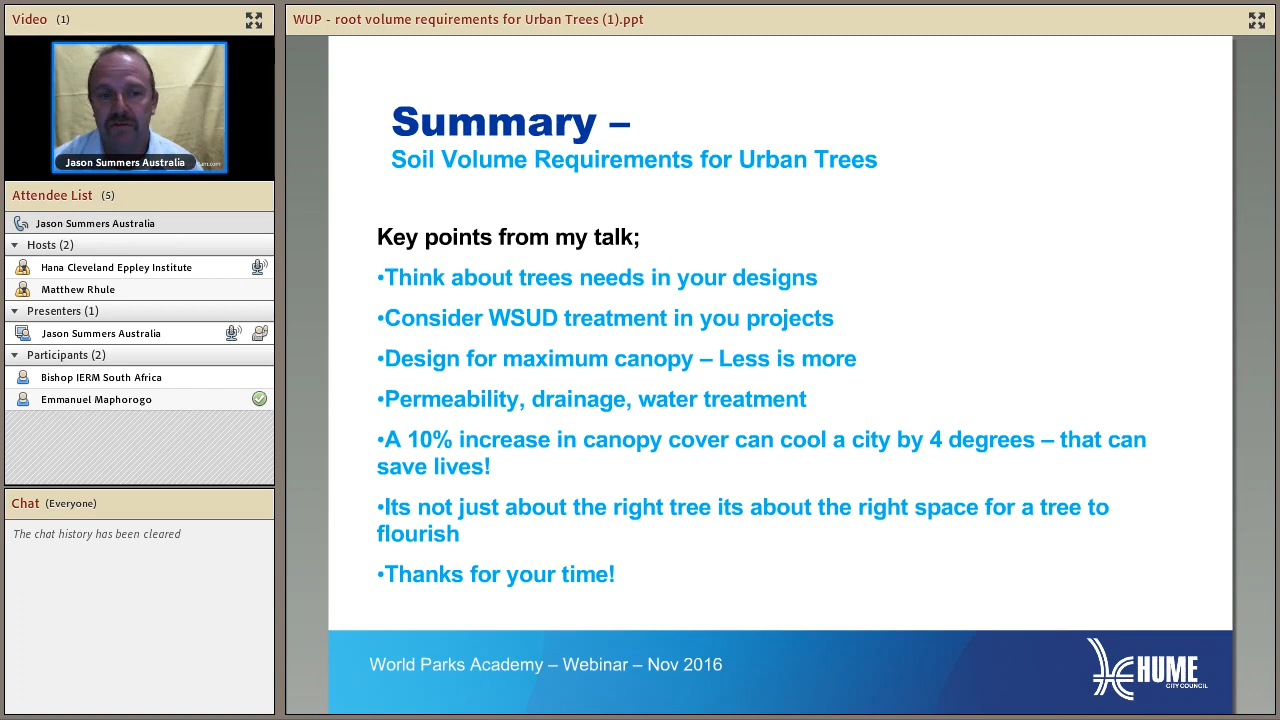 Video (1)
Jason Summers Australia
Attendee List (5)
Jason Summers Australia
Hosts (2)
Hana Cleveland Eppley Institute
Matthew Rhule
Presenters (1)
Jason Summers Australia
Participants (2)
Bishop IERM South Africa
Emmanuel Maphorogo
Chat (Everyone)
The chat history has been cleared
WUP - root volume requirements for Urban Trees (1).ppt
Summary –
Soil Volume Requirements for Urban Trees
Key points from my talk;
•Think about trees needs in your designs
•Consider WSUD treatment in you projects
•Design for maximum canopy – Less is more
•Permeability, drainage, water treatment
•A 10% increase in canopy cover can cool a city by 4 degrees – that can
save lives!
•Its not just about the right tree its about the right space for a tree to
flourish
•Thanks for your time!
World Parks Academy – Webinar – Nov 2016
HUME
CITY COUNCIL